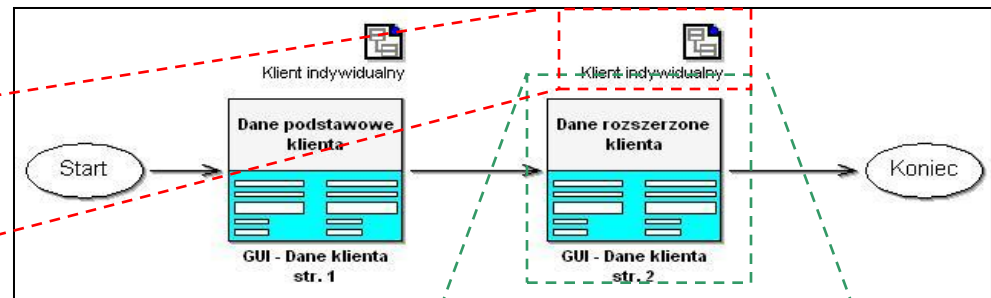 Klient indywidualny
Klient indywidualny
Start
Dane podstawowe
klienta
Dane rozszerzone
klienta
Koniec
GUI - Dane klienta
str. 1
GUI - Dane klienta
str. 2